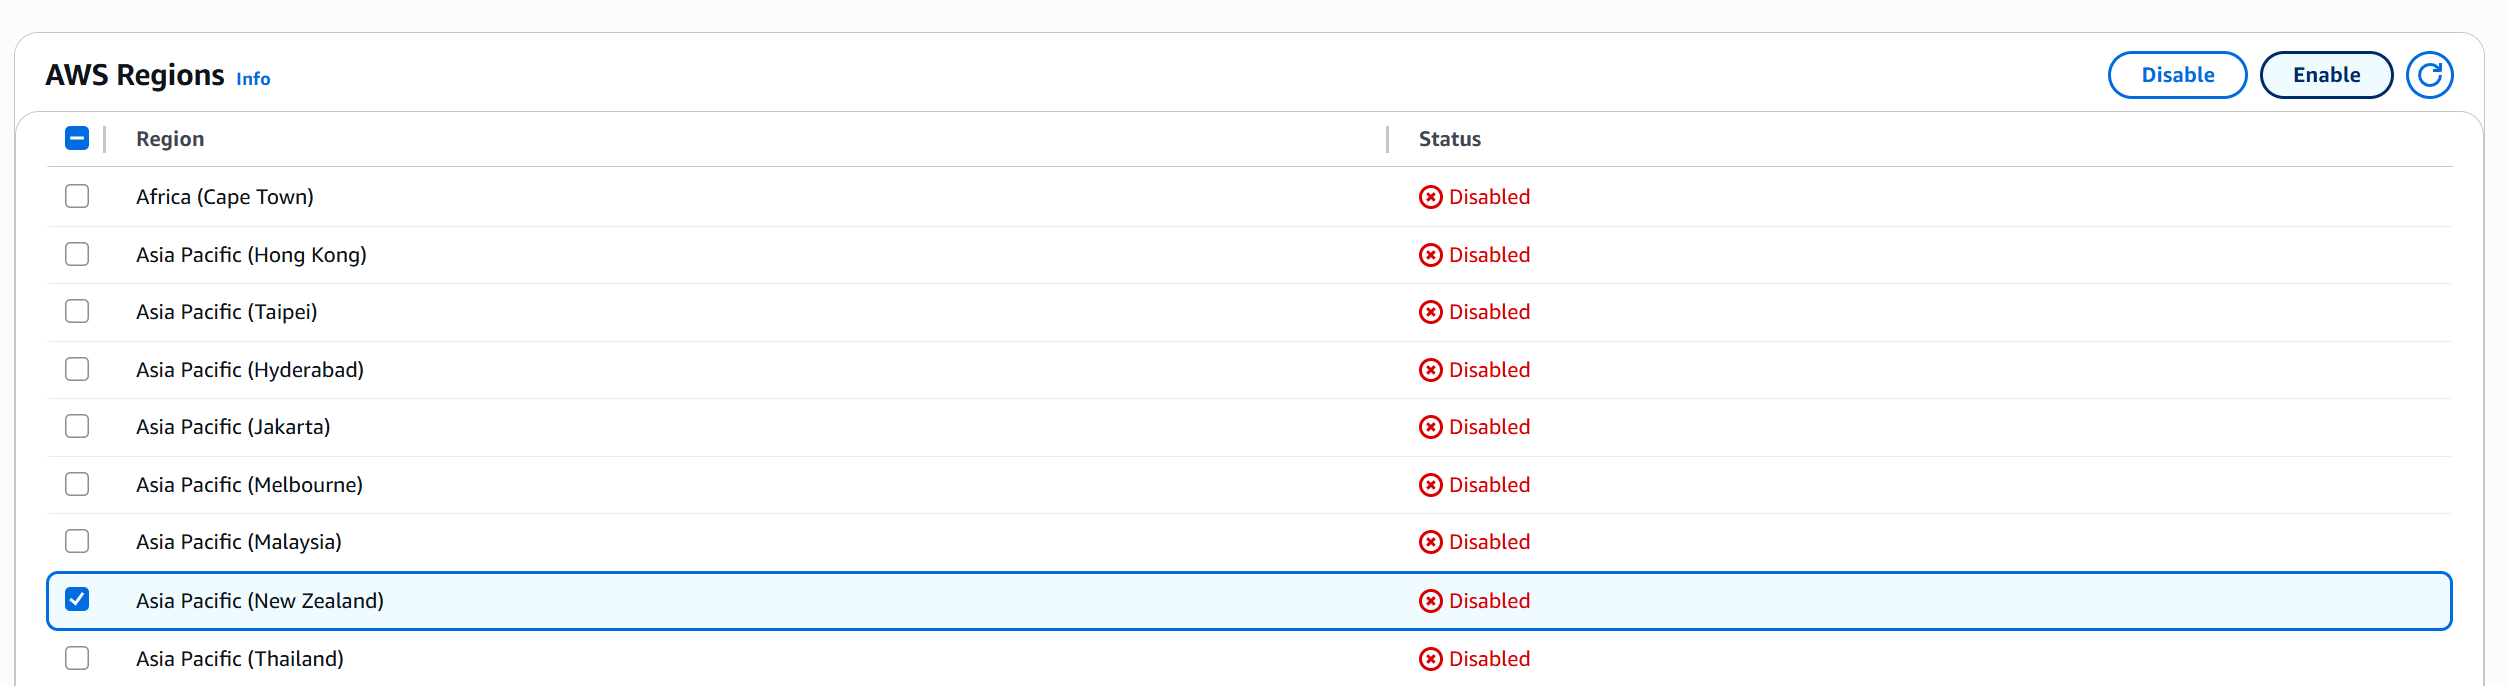 AWS Regions Info
Disable Enable
Region Status
Africa (Cape Town) Disabled
Asia Pacific (Hong Kong) Disabled
Asia Pacific (Taipei) Disabled
Asia Pacific (Hyderabad) Disabled
Asia Pacific (Jakarta) Disabled
Asia Pacific (Melbourne) Disabled
Asia Pacific (Malaysia) Disabled
Asia Pacific (New Zealand) Disabled
Asia Pacific (Thailand) Disabled